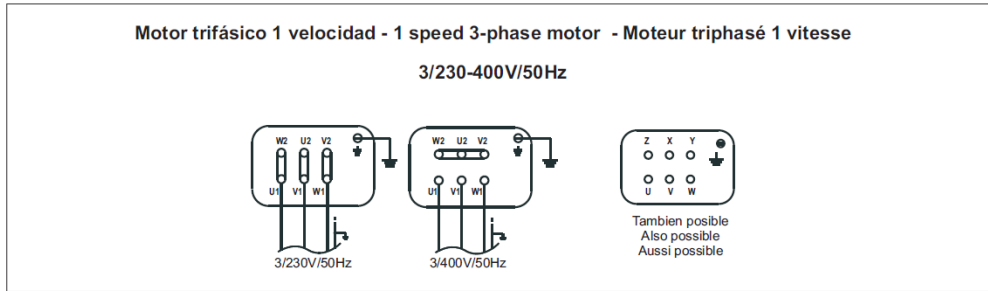 Motor trifásico 1 velocidad - 1 speed 3-phase motor - Moteur triphasé 1 vitesse
3/230-400V/50Hz
W2 U2 V2
U1 V1 W1
3/230V/50Hz
W2 U2 V2
U1 V1 W1
3/400V/50Hz
Z X Y
U V W
Tambien posible
Also possible
Aussi possible